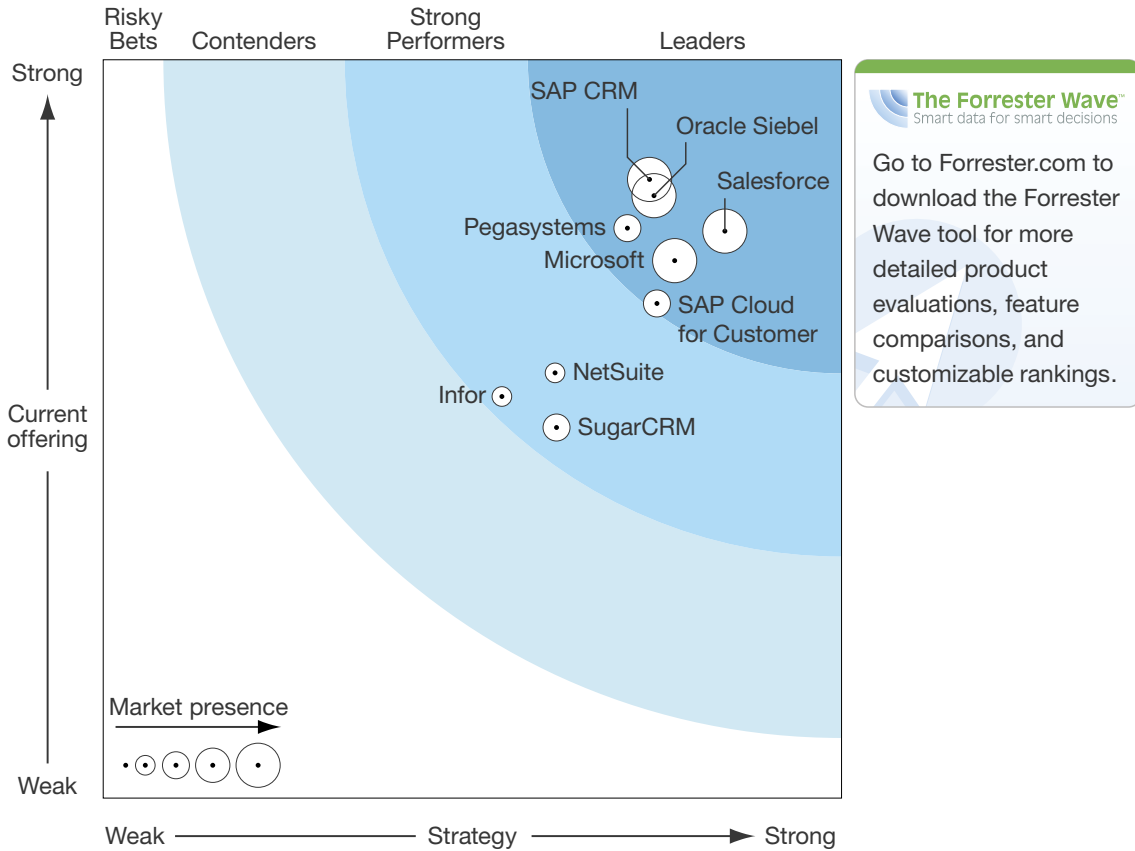 Risky
Bets
Contenders
Strong
Performers
Leaders
Strong
Current
offering
Weak
SAP CRM
Oracle Siebel
Salesforce
Pegasystems
Microsoft
SAP Cloud
for Customer
NetSuite
Infor
SugarCRM
Market presence
Weak
Strategy
Strong
The Forrester Wave™
Smart data for smart decisions
Go to Forrester.com to
download the Forrester
Wave tool for more
detailed product
evaluations, feature
comparisons, and
customizable rankings.